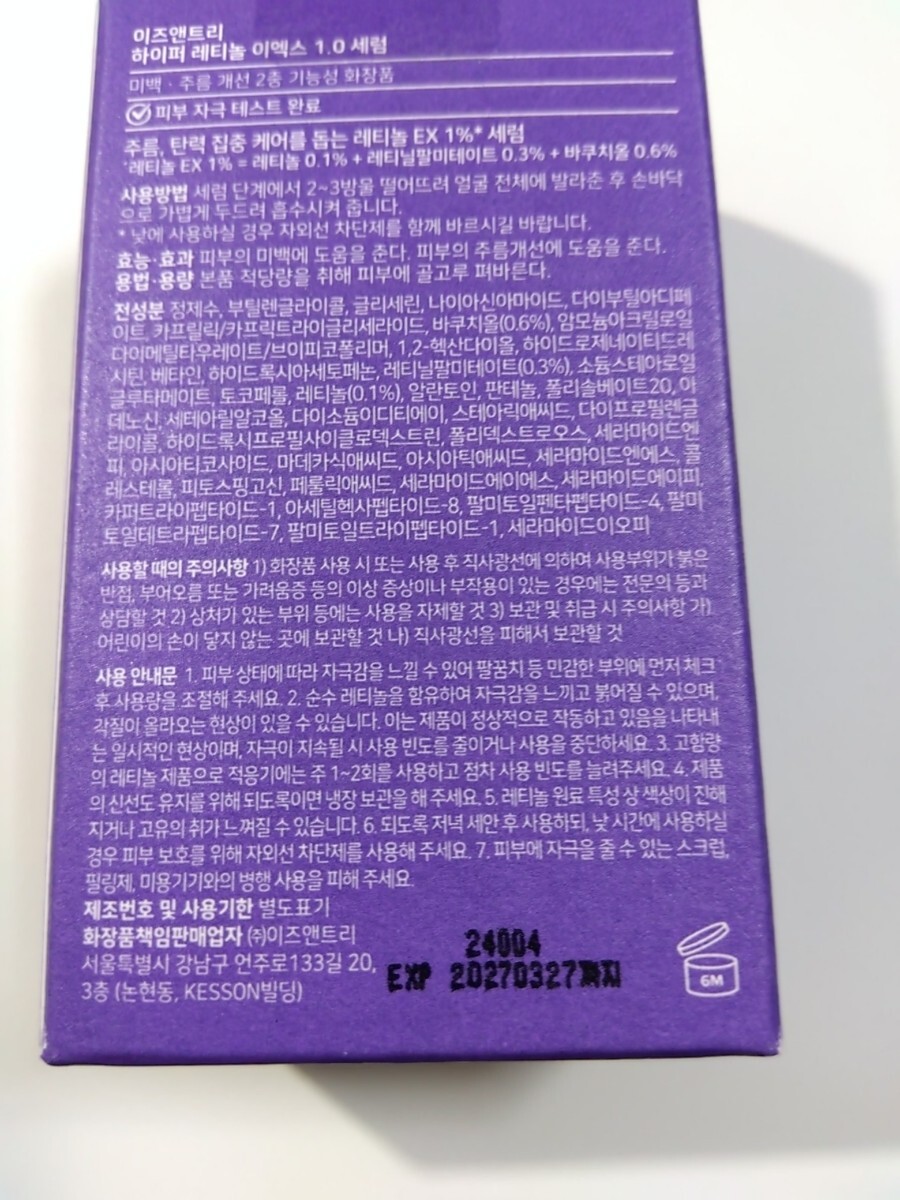 이즈앤트리
하이퍼 레티놀 이엑스 1.0 세럼
미백 · 주름 개선 2중 기능성 화장품
피부 자극 테스트 완료
주름, 탄력 집중 케어를 돕는 레티놀 EX 1%* 세럼
*레티놀 EX 1% = 레티놀 0.1% + 레티닐팔미테이트 0.3% + 바쿠치올 0.6%
사용방법 세럼 단계에서 2~3방울 떨어뜨려 얼굴 전체에 발라준 후 손바닥
으로 가볍게 두드려 흡수시켜 줍니다.
* 낮에 사용하실 경우 자외선 차단제를 함께 바르시길 바랍니다.
효능·효과 피부의 미백에 도움을 준다. 피부의 주름개선에 도움을 준다.
용법·용량 본품 적당량을 취해 피부에 골고루 펴바른다.
전성분 정제수, 부틸렌글라이콜, 글리세린, 나이아신아마이드, 다이부틸아디페
이트, 카프릴릭/카프릭트라이글리세라이드, 바쿠치올(0.6%), 암모늄아크릴로일
다이메틸타우레이트/브이피코폴리머, 1,2-헥산다이올, 하이드로제네이티드레
시틴, 베타인, 하이드록시아세토페논, 레티닐팔미테이트(0.3%), 소듐스테아로일
글루타메이트, 토코페롤, 레티놀(0.1%), 알란토인, 판테놀, 폴리솔베이트20, 아
데노신, 세테아릴알코올, 다이소듐이디티에이, 스테아릭애씨드, 다이프로필렌글
라이콜, 하이드록시프로필사이클로덱스트린, 폴리덱스트로오스, 세라마이드엔
피, 아시아티코사이드, 마데카식애씨드, 아시아틱애씨드, 세라마이드엔에스, 콜
레스테롤, 피토스핑고신, 페룰릭애씨드, 세라마이드에이에스, 세라마이드에이피
카퍼트라이펩타이드-1, 아세틸헥사펩타이드-8, 팔미토일펜타펩타이드-4, 팔미
토일테트라펩타이드-7, 팔미토일트라이펩타이드-1, 세라마이드이오피
사용할 때의 주의사항 1) 화장품 사용 시 또는 사용 후 직사광선에 의하여 사용부위가 붉은
반점, 부어오름 또는 가려움증 등의 이상 증상이나 부작용이 있는 경우에는 전문의 등과
상담할 것 2) 상처가 있는 부위 등에는 사용을 자제할 것 3) 보관 및 취급 시 주의사항 가)
어린이의 손이 닿지 않는 곳에 보관할 것 나) 직사광선을 피해서 보관할 것
사용 안내문 1. 피부 상태에 따라 자극감을 느낄 수 있어 팔꿈치 등 민감한 부위에 먼저 체크
후 사용량을 조절해 주세요. 2. 순수 레티놀을 함유하여 자극감을 느끼고 붉어질 수 있으며,
각질이 올라오는 현상이 있을 수 있습니다. 이는 제품이 정상적으로 작동하고 있음을 나타내
는 일시적인 현상이며, 자극이 지속될 시 사용 빈도를 줄이거나 사용을 중단하세요. 3. 고함량
의 레티놀 제품으로 적응기에는 주 1~2회를 사용하고 점차 사용 빈도를 늘려주세요. 4. 제품
의 신선도 유지를 위해 되도록이면 냉장 보관을 해 주세요. 5. 레티놀 원료 특성 상 색상이 진해
지거나 고유의 취가 느껴질 수 있습니다. 6. 되도록 저녁 세안 후 사용하되, 낮 시간에 사용하실
경우 피부 보호를 위해 자외선 차단제를 사용해 주세요. 7. 피부에 자극을 줄 수 있는 스크럽,
필링제, 미용기기와의 병행 사용을 피해 주세요.
제조번호 및 사용기한 별도표기
화장품책임판매업자 ㈜이즈앤트리
서울특별시 강남구 언주로133길 20,
3층 (논현동, KESSON빌딩)
24004
EXP 20270327까지
6M